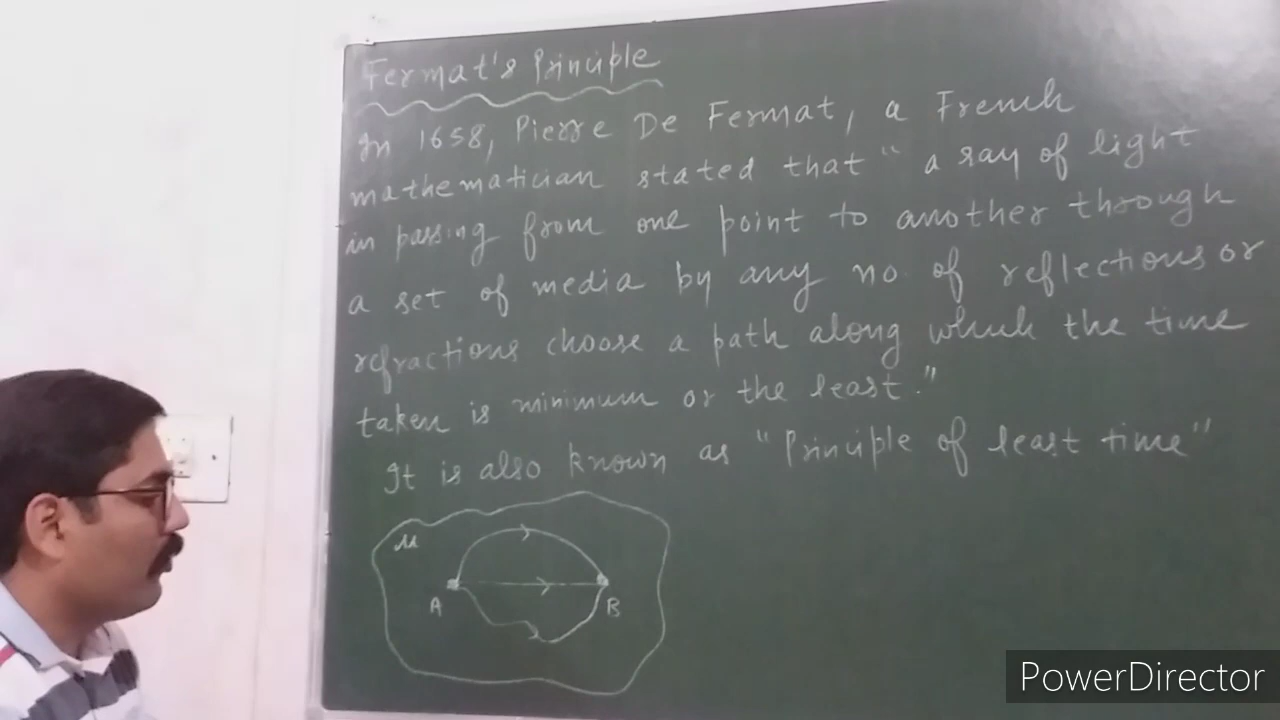 Fermat's Principle
In 1658, Pierre De Fermat, a French
mathematician stated that " a ray of light
in passing from one point to another through
a set of media by any no. of reflections or
refractions choose a path along which the time
taken is minimum or the least."
It is also known as "Principle of least time"
μ
A B
PowerDirector